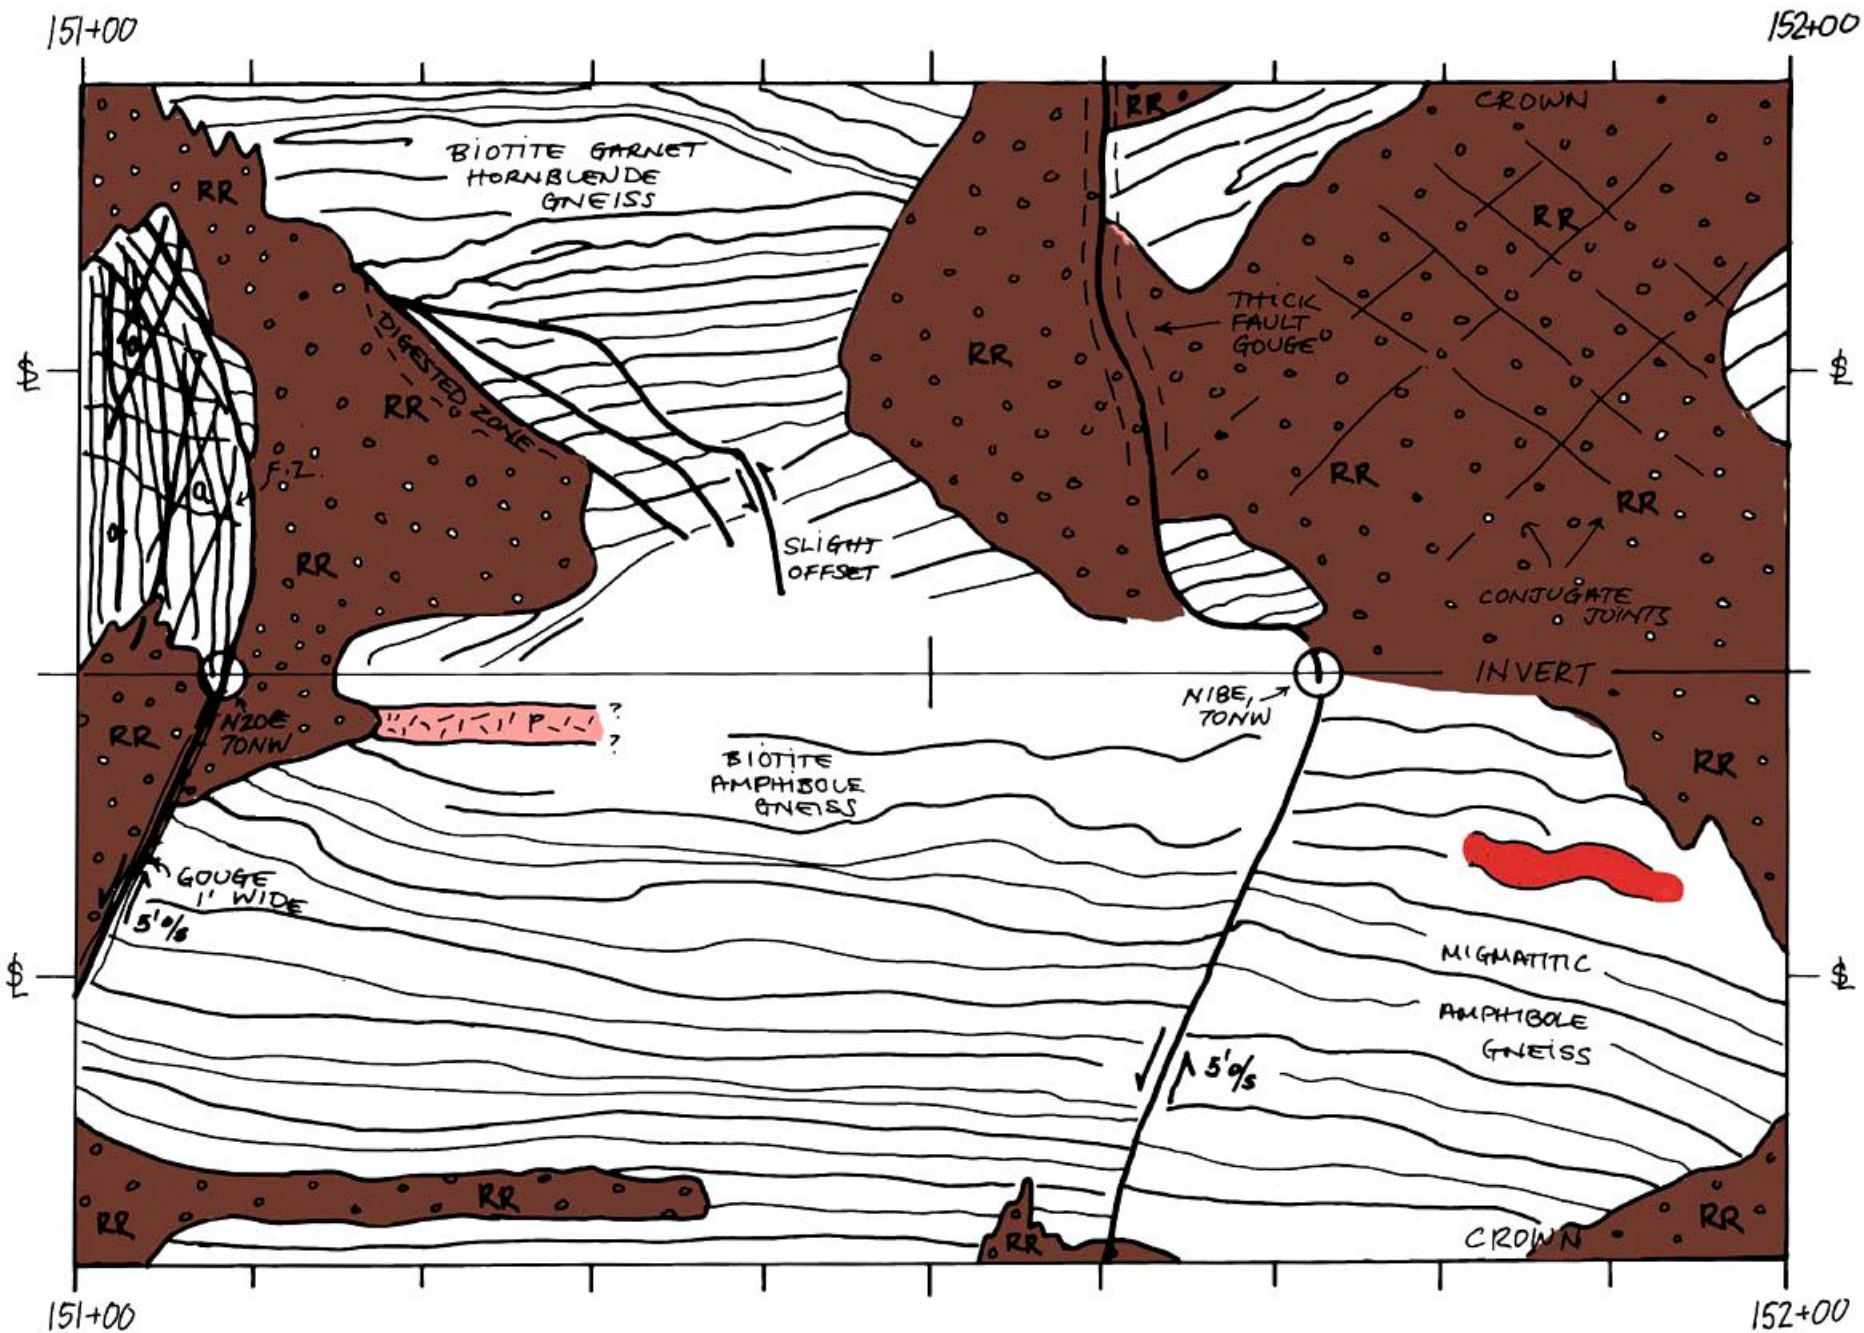 151+00
152+00
CROWN
RR
BIOTITE GARNET
HORNBLENDE
GNEISS
RR
RR
THICK
FAULT
GOUGE
RR
DIGESTED ZONE
RR
F.Z.
RR
RR
a
RR
SLIGHT
OFFSET
CONJUGATE
JOINTS
INVERT
N20E
70NW
RR
P
?
?
N18E,
70NW
RR
BIOTITE
AMPHIBOLE
GNEISS
GOUGE
1' WIDE
5'o/s
MIGMATITIC
AMPHIBOLE
GNEISS
5'o/s
RR
RR
RR
RR
CROWN
151+00
152+00